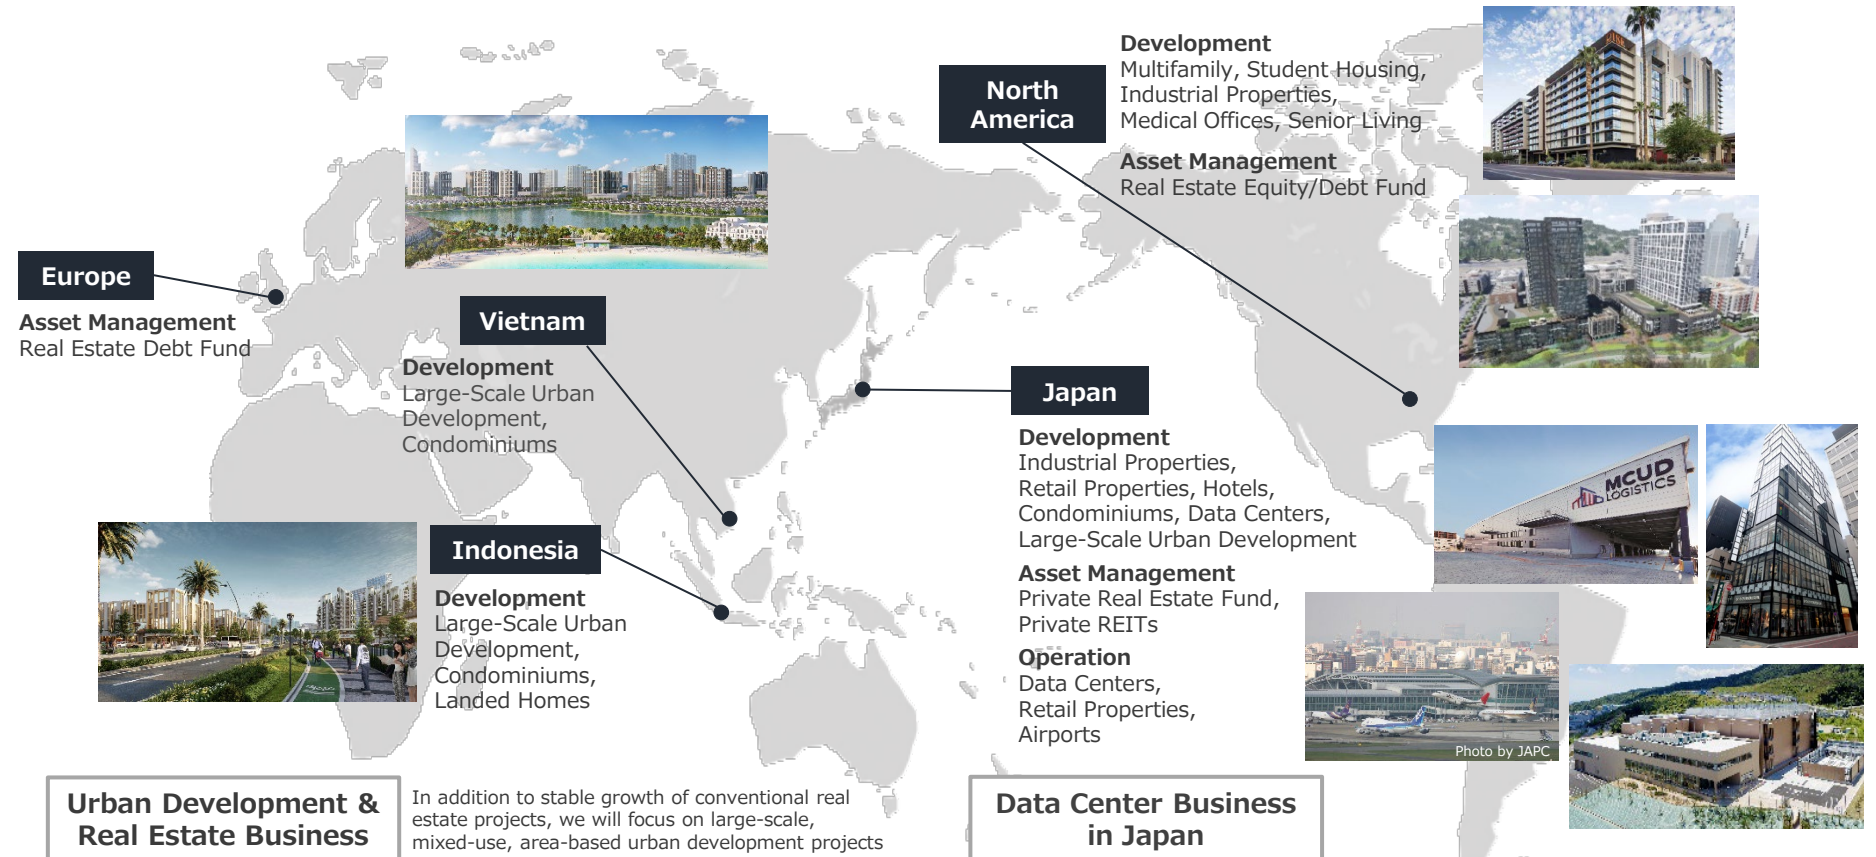 Development
Multifamily, Student Housing,
Industrial Properties,
Medical Offices, Senior Living
North
America
Asset Management
Real Estate Equity/Debt Fund
Europe
Asset Management
Real Estate Debt Fund
Vietnam
Development
Large-Scale Urban
Development,
Condominiums
Japan
Development
Industrial Properties,
Retail Properties, Hotels,
Condominiums, Data Centers,
Large-Scale Urban Development
Asset Management
Private Real Estate Fund,
Private REITs
Operation
Data Centers,
Retail Properties,
Airports
MCUD
LOGISTICS
Indonesia
Development
Large-Scale Urban
Development,
Condominiums,
Landed Homes
Photo by JAPC
Urban Development &
Real Estate Business
In addition to stable growth of conventional real
estate projects, we will focus on large-scale,
mixed-use, area-based urban development projects
Data Center Business
in Japan